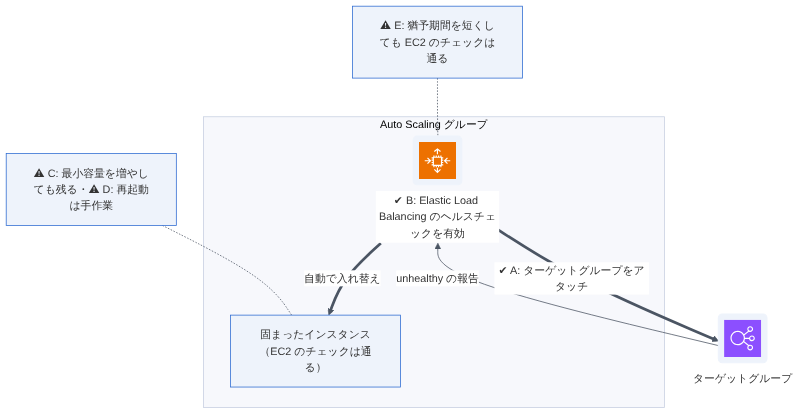 ⚠ E: 猶予期間を短くし
ても EC2 のチェックは
通る
Auto Scaling グループ
⚠ C: 最小容量を増やし
ても残る・⚠ D: 再起動
は手作業
✔ B: Elastic Load
Balancing のヘルスチェ
ックを有効
自動で入れ替え
unhealthy の報告
✔ A: ターゲットグループをア
タッチ
固まったインスタンス
（EC2 のチェックは通
る）
ターゲットグループ